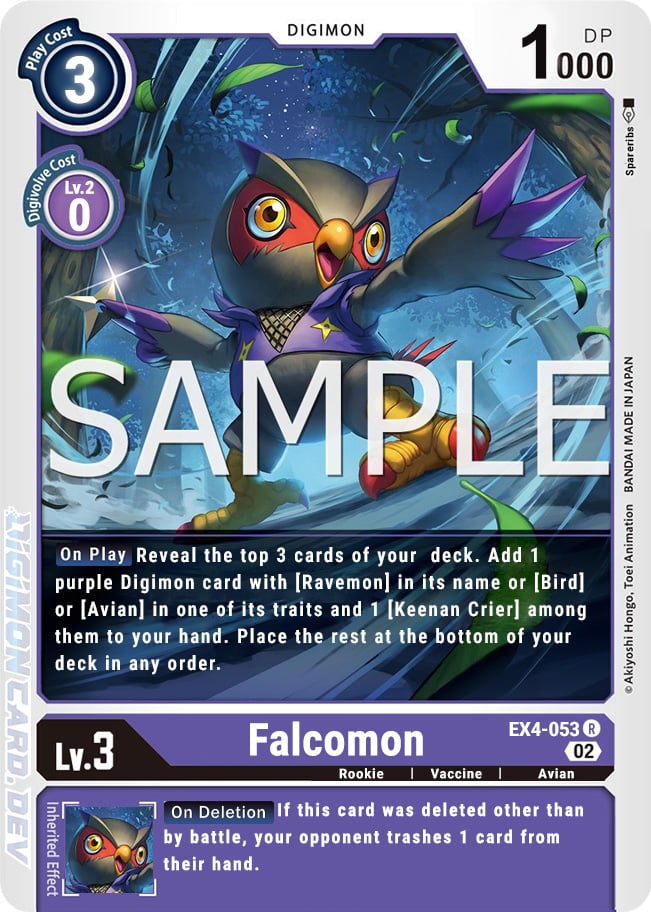 DIGIMON
Play Cost
3
1000
DP
Digivolve Cost
Lv.2
0
Spareribs
SAMPLE
© Akiyoshi Hongo, Toei Animation BANDAI MADE IN JAPAN
On Play Reveal the top 3 cards of your deck. Add 1
purple Digimon card with [Ravemon] in its name or [Bird]
or [Avian] in one of its traits and 1 [Keenan Crier] among
them to your hand. Place the rest at the bottom of your
deck in any order.
DIGIMONCARD.DEV
Lv.3
Falcomon
EX4-053 R
02
Rookie | Vaccine | Avian
Inherited Effect
On Deletion If this card was deleted other than
by battle, your opponent trashes 1 card from
their hand.